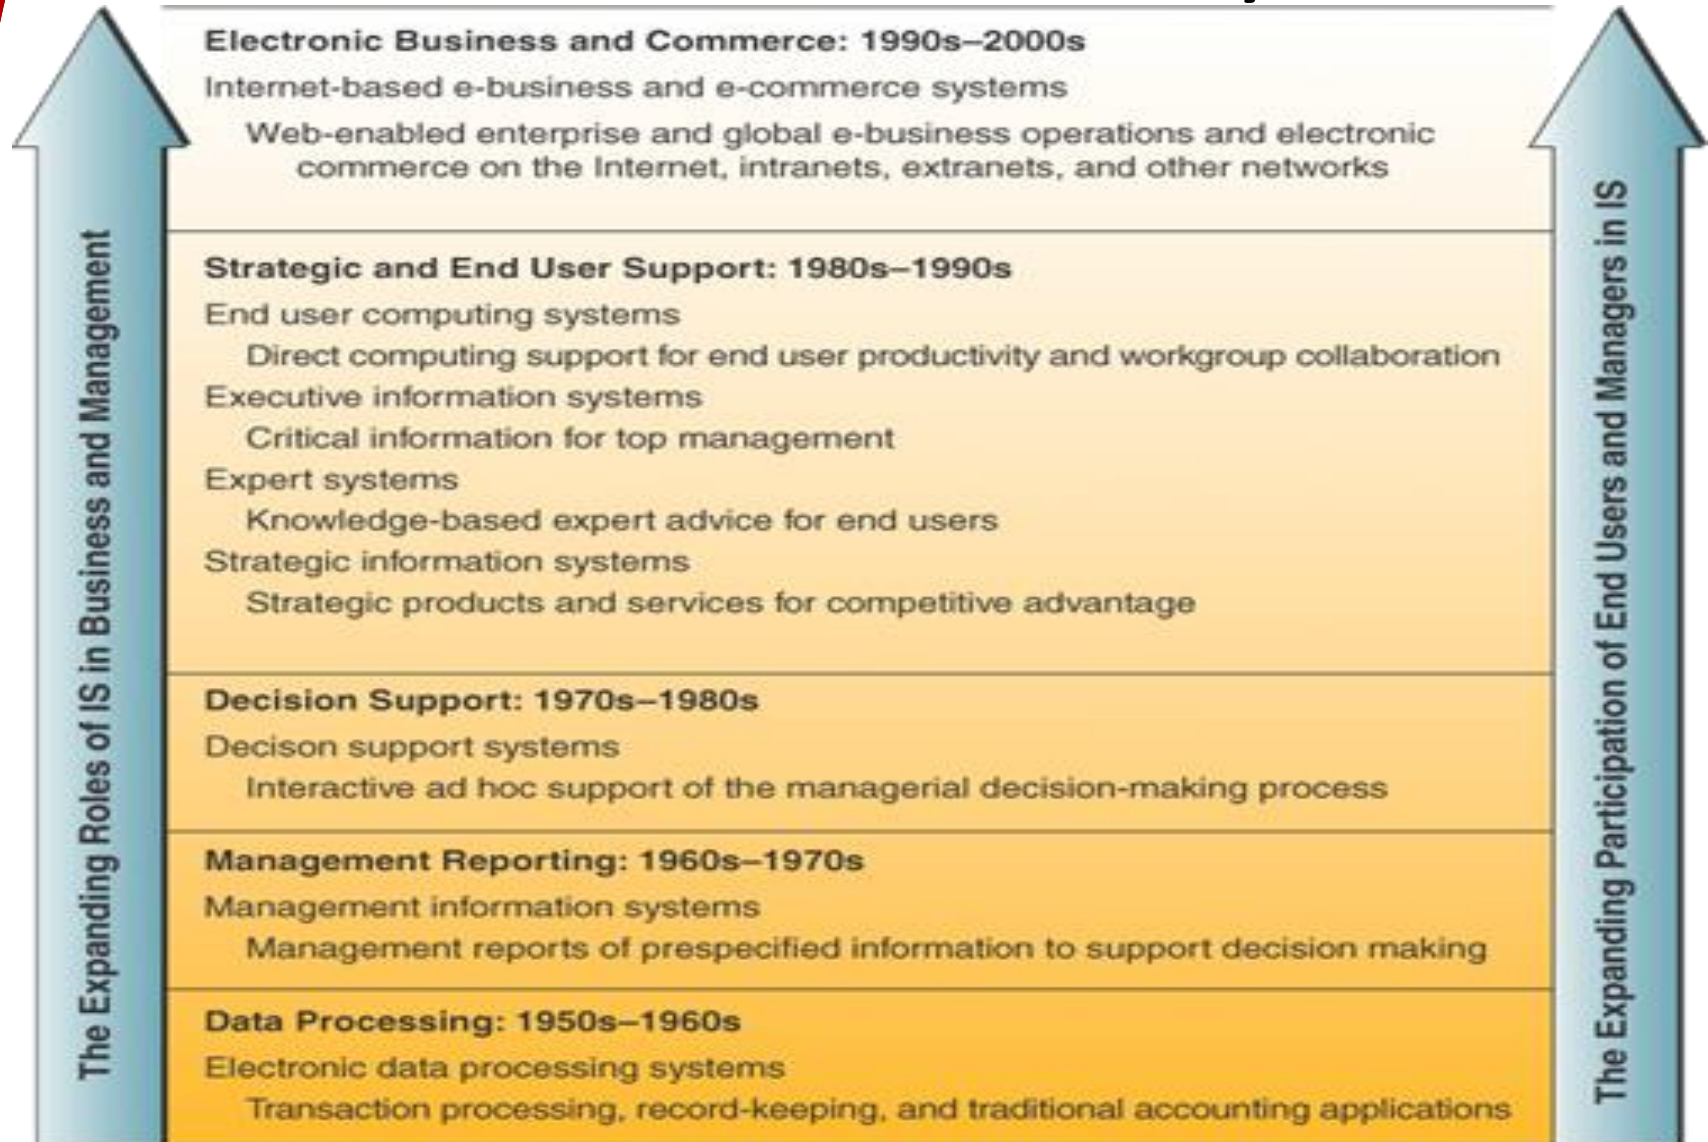 Electronic Business and Commerce: 1990s–2000s
Internet-based e-business and e-commerce systems
Web-enabled enterprise and global e-business operations and electronic
commerce on the Internet, intranets, extranets, and other networks
Strategic and End User Support: 1980s–1990s
End user computing systems
Direct computing support for end user productivity and workgroup collaboration
Executive information systems
Critical information for top management
Expert systems
Knowledge-based expert advice for end users
Strategic information systems
Strategic products and services for competitive advantage
Decision Support: 1970s–1980s
Decison support systems
Interactive ad hoc support of the managerial decision-making process
Management Reporting: 1960s–1970s
Management information systems
Management reports of prespecified information to support decision making
Data Processing: 1950s–1960s
Electronic data processing systems
Transaction processing, record-keeping, and traditional accounting applications
The Expanding Roles of IS in Business and Management
The Expanding Participation of End Users and Managers in IS